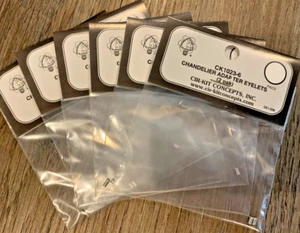 CK1023-6
CHANDELIER ADAPTER EYELETS
CIR-KIT CONCEPTS, INC.
www.cir-kitconcepts.com